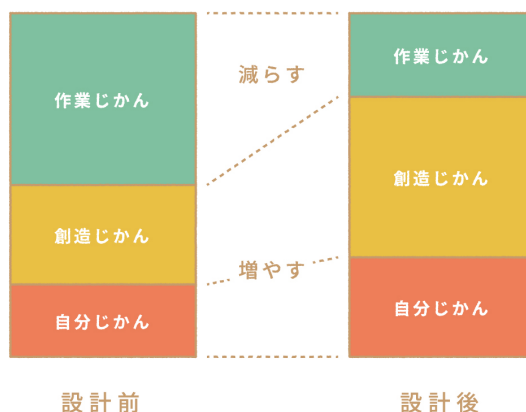 作業じかん
創造じかん
自分じかん
設計前
減らす
増やす
作業じかん
創造じかん
自分じかん
設計後